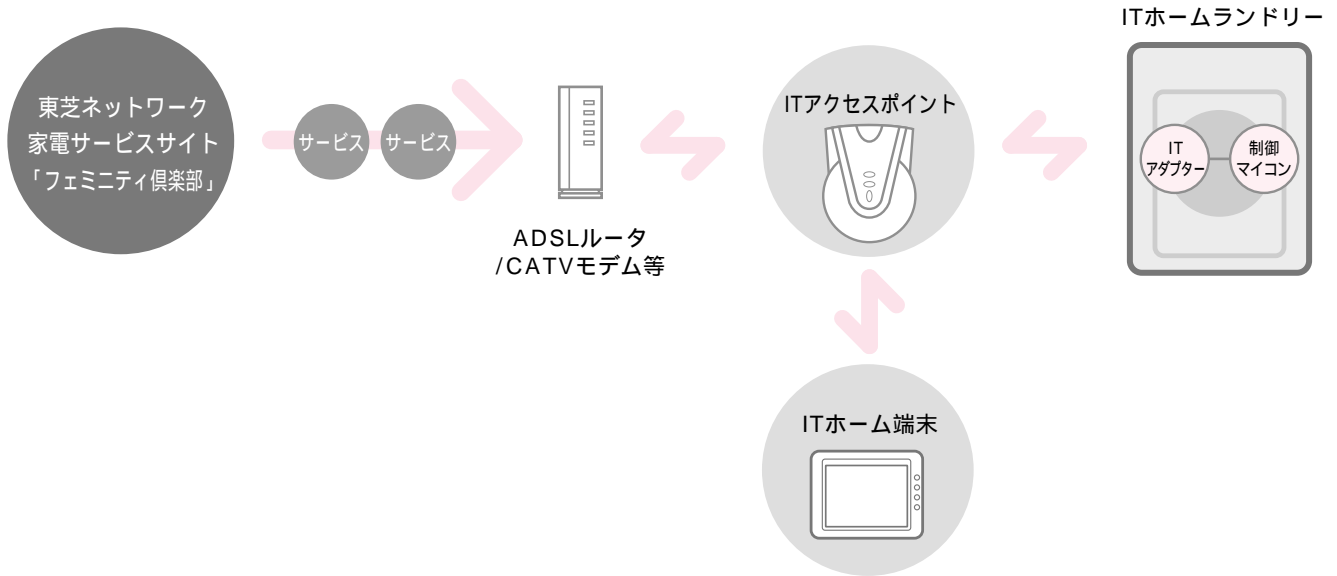 ITホームランドリー
東芝ネットワーク
家電サービスサイト
「フェミニティ倶楽部」
サービス
サービス
ADSLルータ
/CATVモデム等
ITアクセスポイント
IT
アダプター
制御
マイコン
ITホーム端末